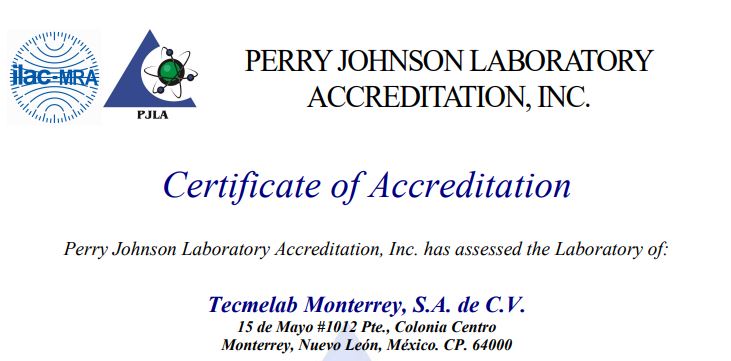 ilac-MRA
PJLA
PERRY JOHNSON LABORATORY
ACCREDITATION, INC.
Certificate of Accreditation
Perry Johnson Laboratory Accreditation, Inc. has assessed the Laboratory of:
Tecmelab Monterrey, S.A. de C.V.
15 de Mayo #1012 Pte., Colonia Centro
Monterrey, Nuevo León, México. CP. 64000